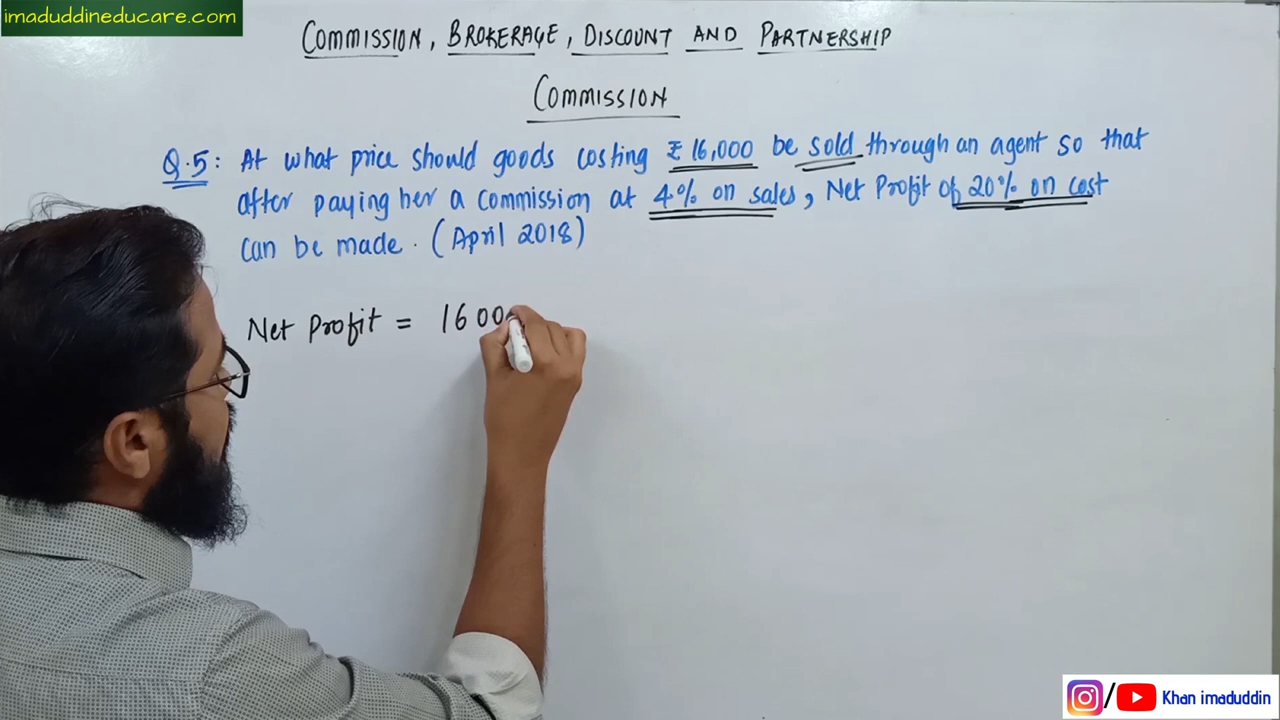 imaduddineducare.com
COMMISSION, BROKERAGE, DISCOUNT AND PARTNERSHIP
COMMISSION
Q.5: At what price should goods costing ₹ 16,000 be sold through an agent so that
after paying her a commission at 4% on sales, Net Profit of 20% on cost
can be made. (April 2018)
Net Profit = 1600
Khan imaduddin